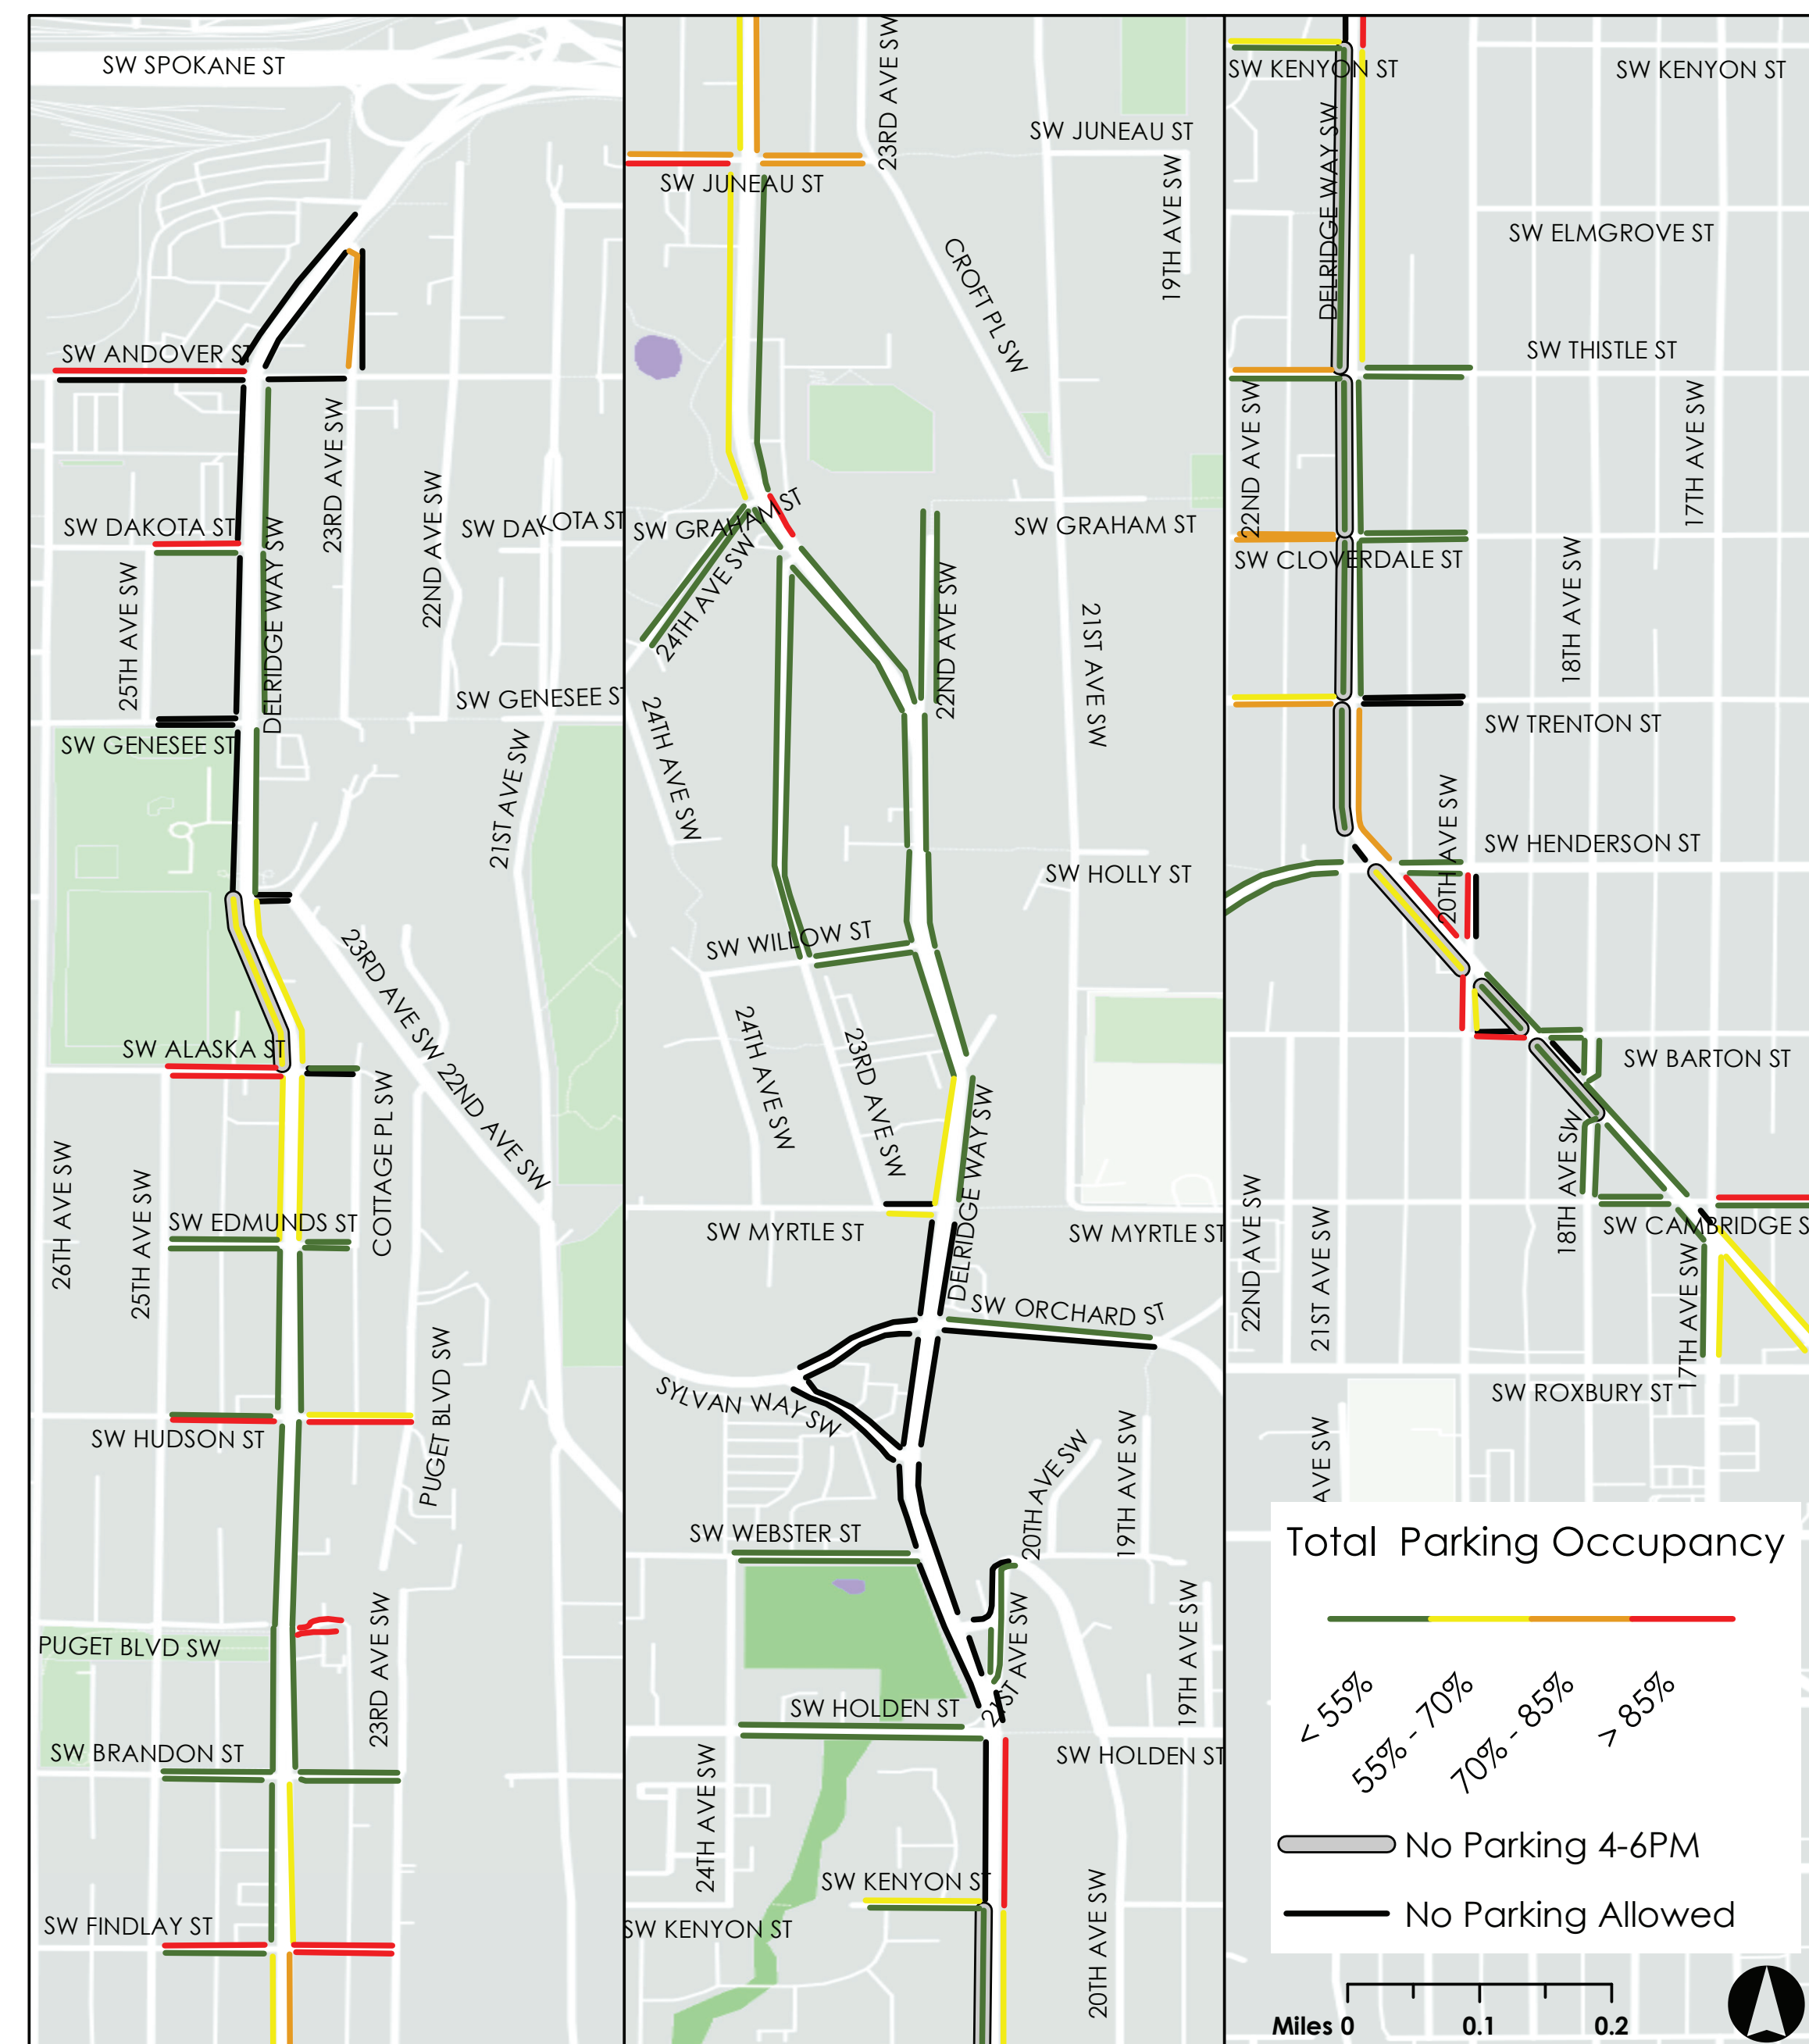 SW SPOKANE ST
SW ANDOVER ST
23RD AVE SW
22ND AVE SW
SW DAKOTA ST
SW DAKOTA ST
25TH AVE SW
DELRIDGE WAY SW
SW GENESEE ST
SW GENESEE ST
21ST AVE SW
23RD AVE SW
22ND AVE SW
SW ALASKA ST
COTTAGE PL SW
26TH AVE SW
25TH AVE SW
SW EDMUNDS ST
PUGET BLVD SW
SW HUDSON ST
PUGET BLVD SW
23RD AVE SW
SW BRANDON ST
SW FINDLAY ST
23RD AVE SW
SW JUNEAU ST
SW JUNEAU ST
19TH AVE SW
CROFT PL SW
SW GRAHAM ST
SW GRAHAM ST
24TH AVE SW
22ND AVE SW
21ST AVE SW
24TH AVE SW
SW HOLLY ST
SW WILLOW ST
24TH AVE SW
23RD AVE SW
DELRIDGE WAY SW
SW MYRTLE ST
SW MYRTLE ST
SW ORCHARD ST
SYLVAN WAY SW
20TH AVE SW
19TH AVE SW
SW WEBSTER ST
21ST AVE SW
19TH AVE SW
SW HOLDEN ST
21ST
SW HOLDEN ST
24TH AVE SW
SW KENYON ST
SW KENYON ST
20TH AVE SW
SW KENYON ST
SW KENYON ST
DELRIDGE WAY SW
SW ELMGROVE ST
SW THISTLE ST
22ND AVE SW
17TH AVE SW
SW CLOVERDALE ST
18TH AVE SW
SW TRENTON ST
20TH AVE SW
SW HENDERSON ST
SW BARTON ST
18TH AVE SW
22ND AVE SW
21ST AVE SW
SW CAMBRIDGE S
17TH AVE SW
SW ROXBURY ST
AVE SW
Total Parking Occupancy
< 55%
55% - 70%
70% - 85%
> 85%
No Parking 4-6PM
No Parking Allowed
Miles 0 0.1 0.2